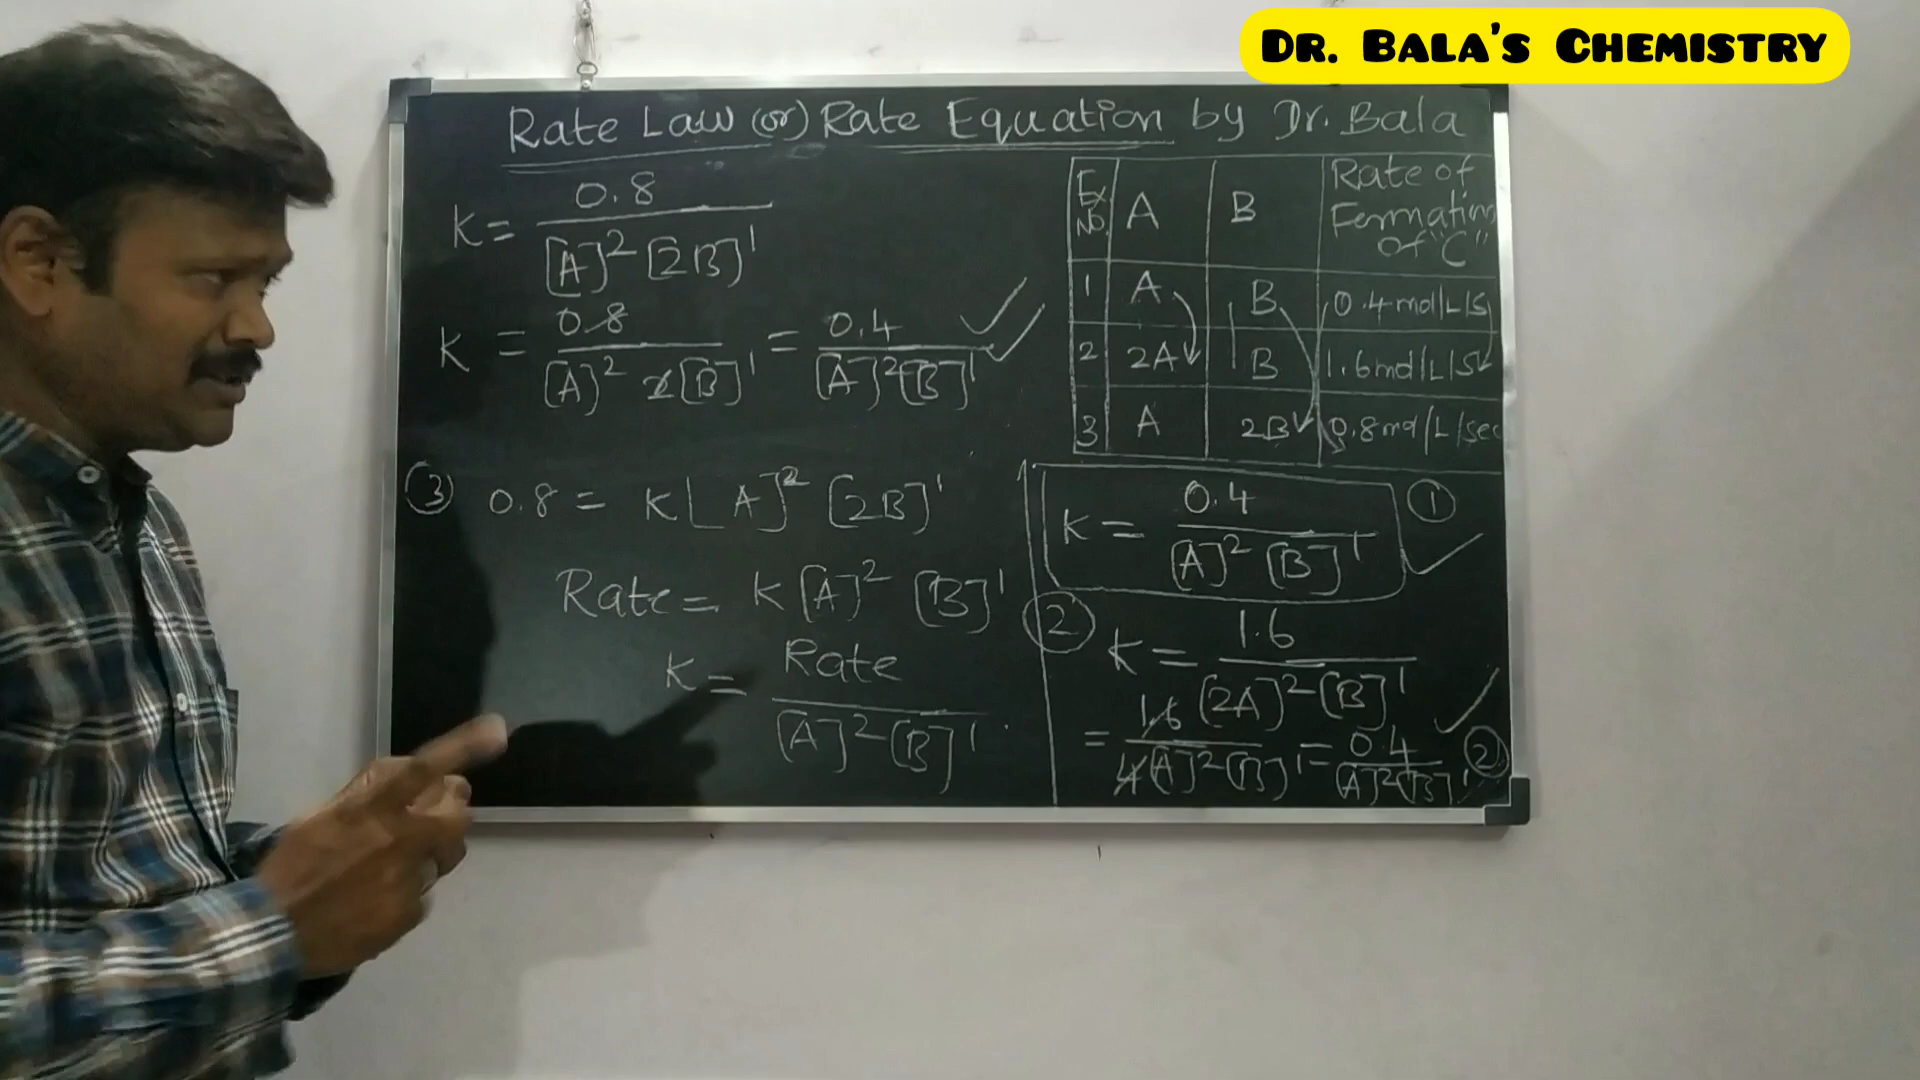 DR. BALA'S CHEMISTRY
Rate Law (or) Rate Equation by Dr. Bala
K = 0.8 / [A]² [2B]¹
K = 0.8 / [A]² 2[B]¹ = 0.4 / [A]² [B]¹
③ 0.8 = K [A]² [2B]¹
Rate = K [A]² [B]¹
K = Rate / [A]² [B]¹
Ex. NO. A B Rate of Formation of "C"
1 A B 0.4 mol/L/S
2 2A B 1.6 mol/L/S
3 A 2B 0.8 mol/L/sec
K = 0.4 / [A]² [B]¹ ①
② K = 1.6 / [2A]² [B]¹
= 1.6 / 4[A]² [B]¹ = 0.4 / [A]² [B]¹ ②